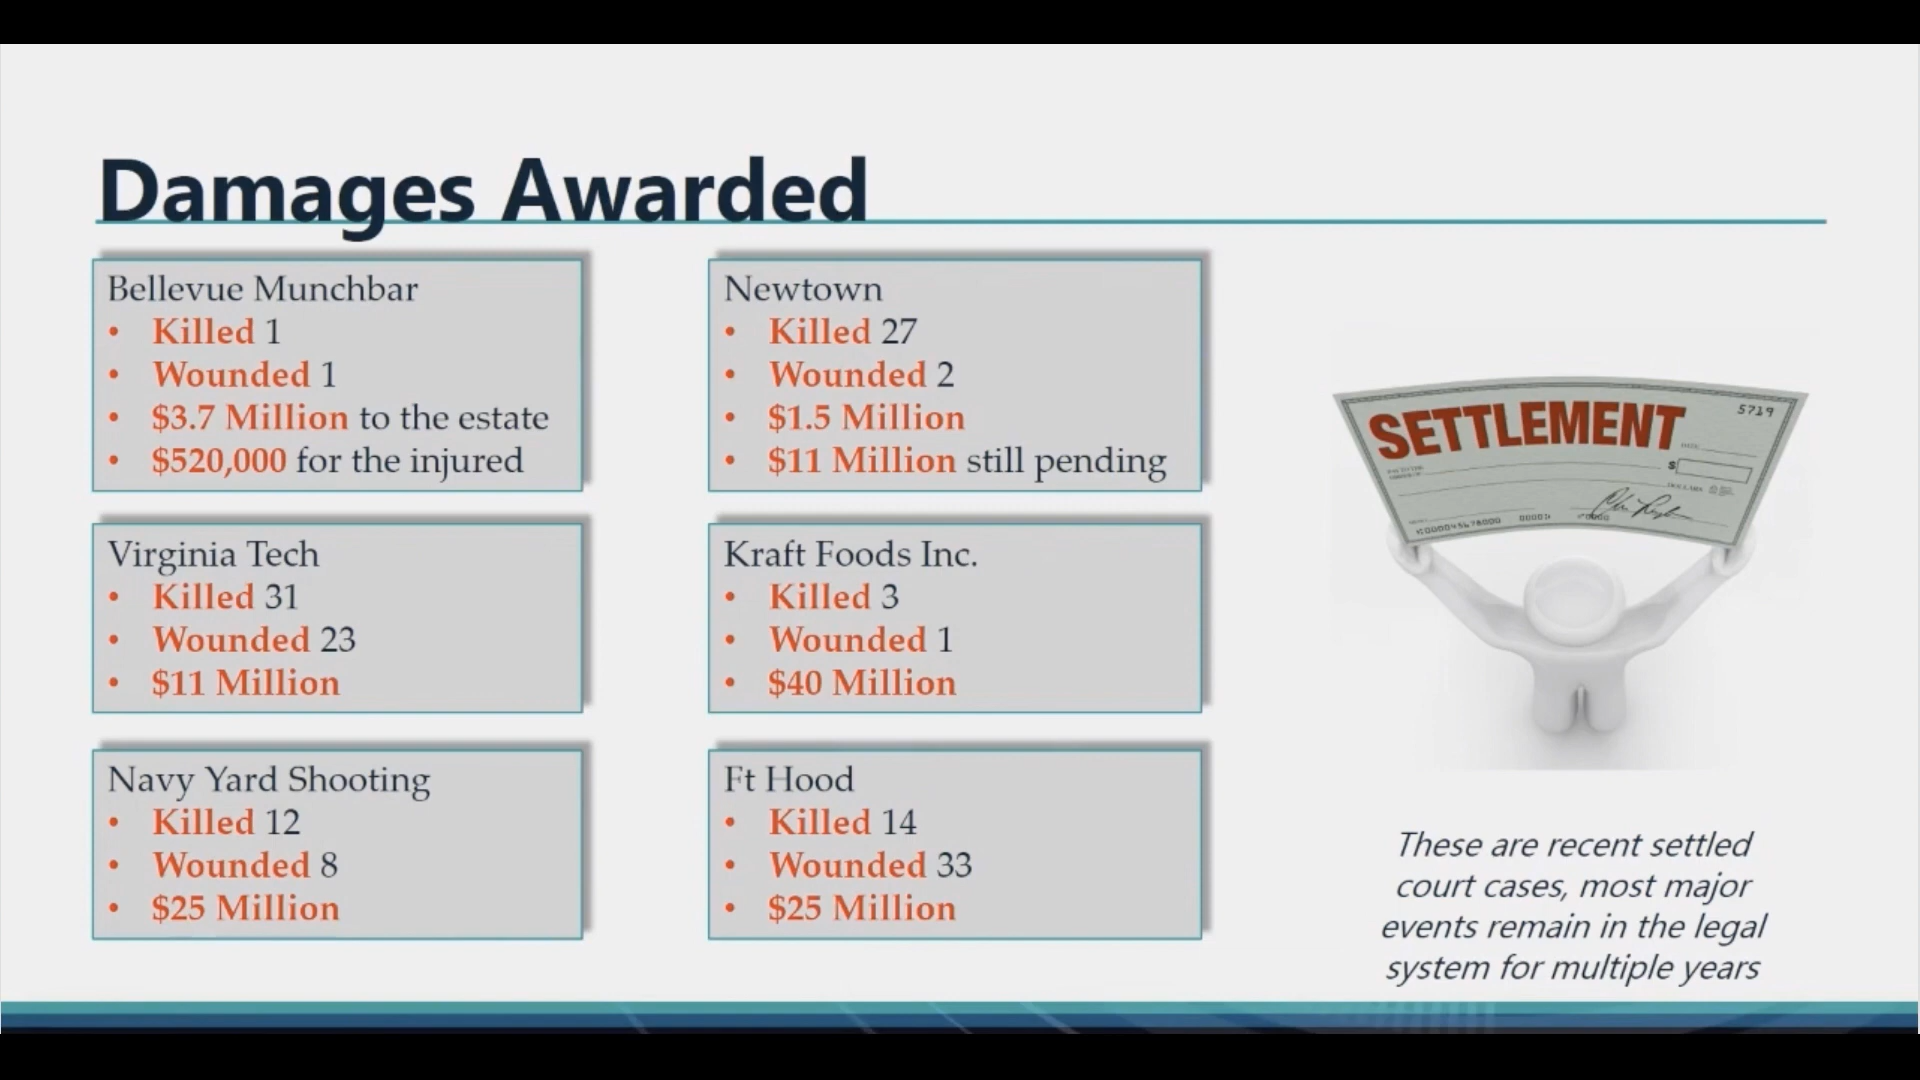 Damages Awarded
Bellevue Munchbar
• Killed 1
• Wounded 1
• $3.7 Million to the estate
• $520,000 for the injured
Newtown
• Killed 27
• Wounded 2
• $1.5 Million
• $11 Million still pending
Virginia Tech
• Killed 31
• Wounded 23
• $11 Million
Kraft Foods Inc.
• Killed 3
• Wounded 1
• $40 Million
Navy Yard Shooting
• Killed 12
• Wounded 8
• $25 Million
Ft Hood
• Killed 14
• Wounded 33
• $25 Million
SETTLEMENT
5719
$
These are recent settled
court cases, most major
events remain in the legal
system for multiple years